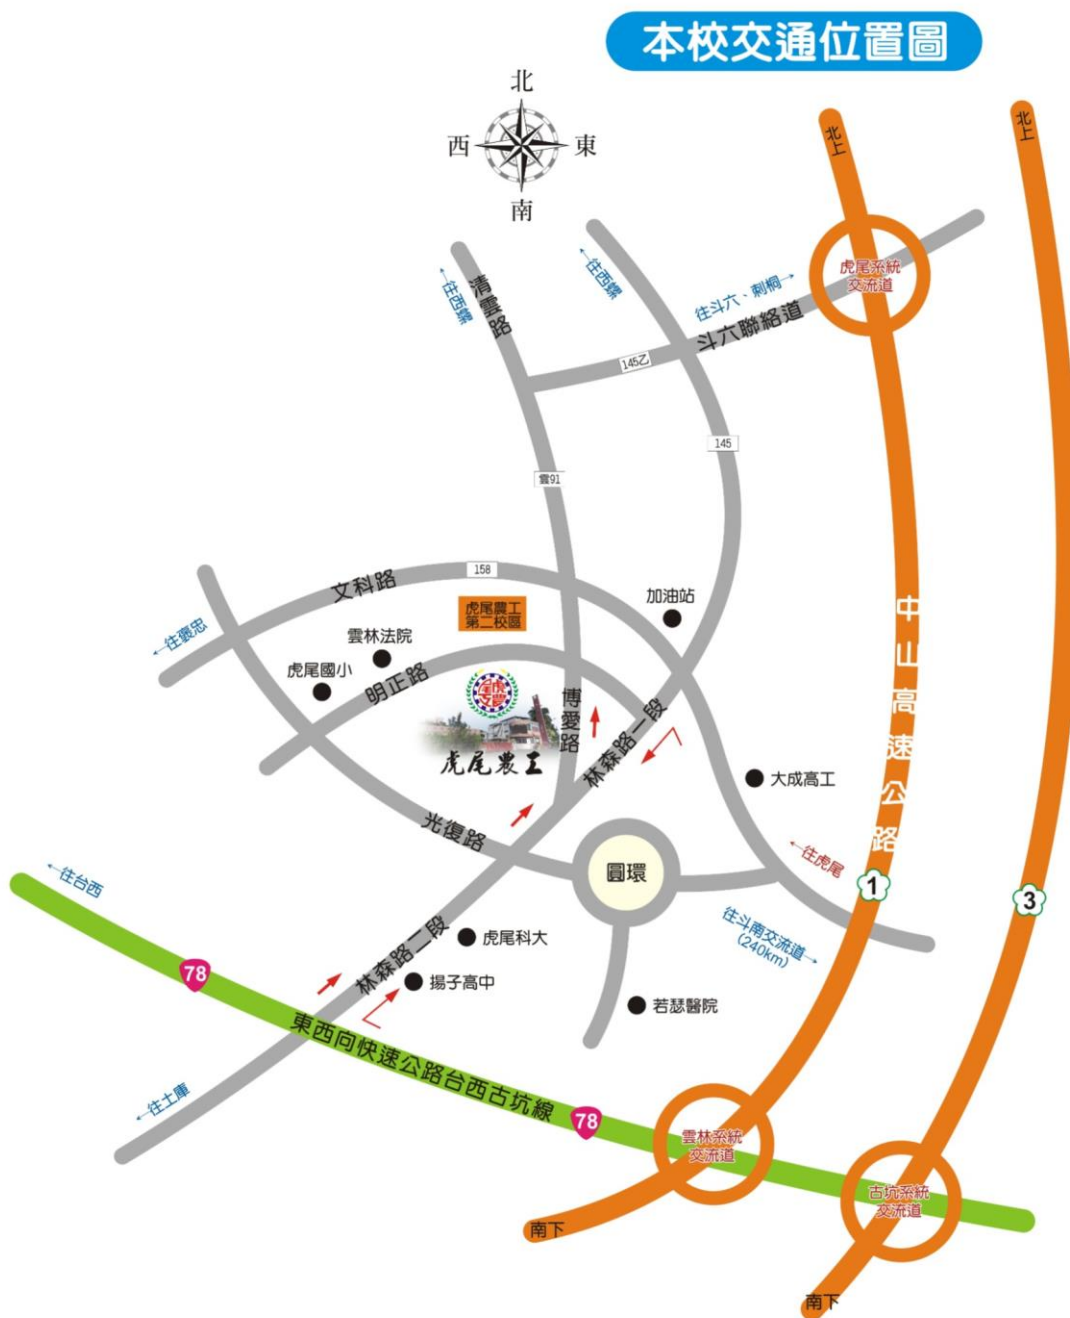 本校交通位置圖
北
西
東
南
北上
北上
←往西螺
清雲路
←往西螺
往斗六、刺桐→
斗六聯絡道
虎尾系統
交流道
145乙
145
雲91
158
文科路
←往褒忠
虎尾農工
第二校區
加油站
雲林法院
虎尾國小
明正路
虎尾農工
博愛路
林森路一段
中山高速公路
大成高工
光復路
圓環
←往虎尾
1
3
←往台西
往斗南交流道→
(240km)
虎尾科大
林森路二段
揚子高中
若瑟醫院
78
東西向快速公路台西古坑線
78
←往土庫
雲林系統
交流道
古坑系統
交流道
南下
南下